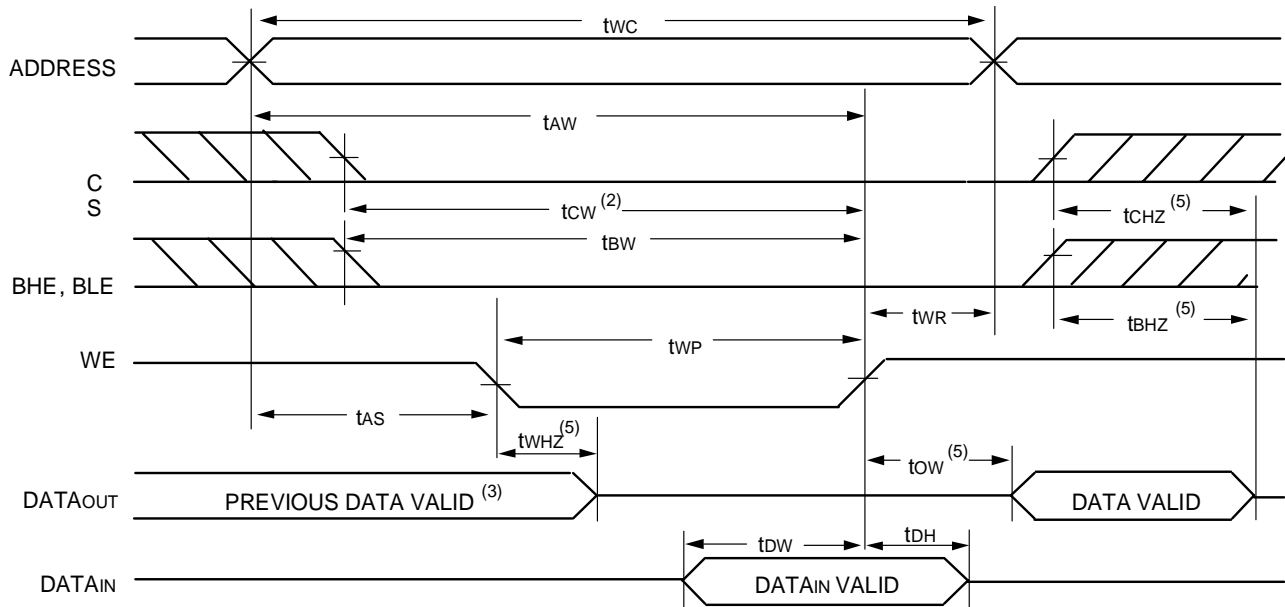 tWC
ADDRESS
tAW
C
S
tCW (2)
tCHZ (5)
tBW
BHE, BLE
tWR
tBHZ (5)
WE
tWP
tAS
tWHZ (5)
tOW (5)
DATAOUT
PREVIOUS DATA VALID (3)
DATA VALID
tDW
tDH
DATAIN
DATAIN VALID